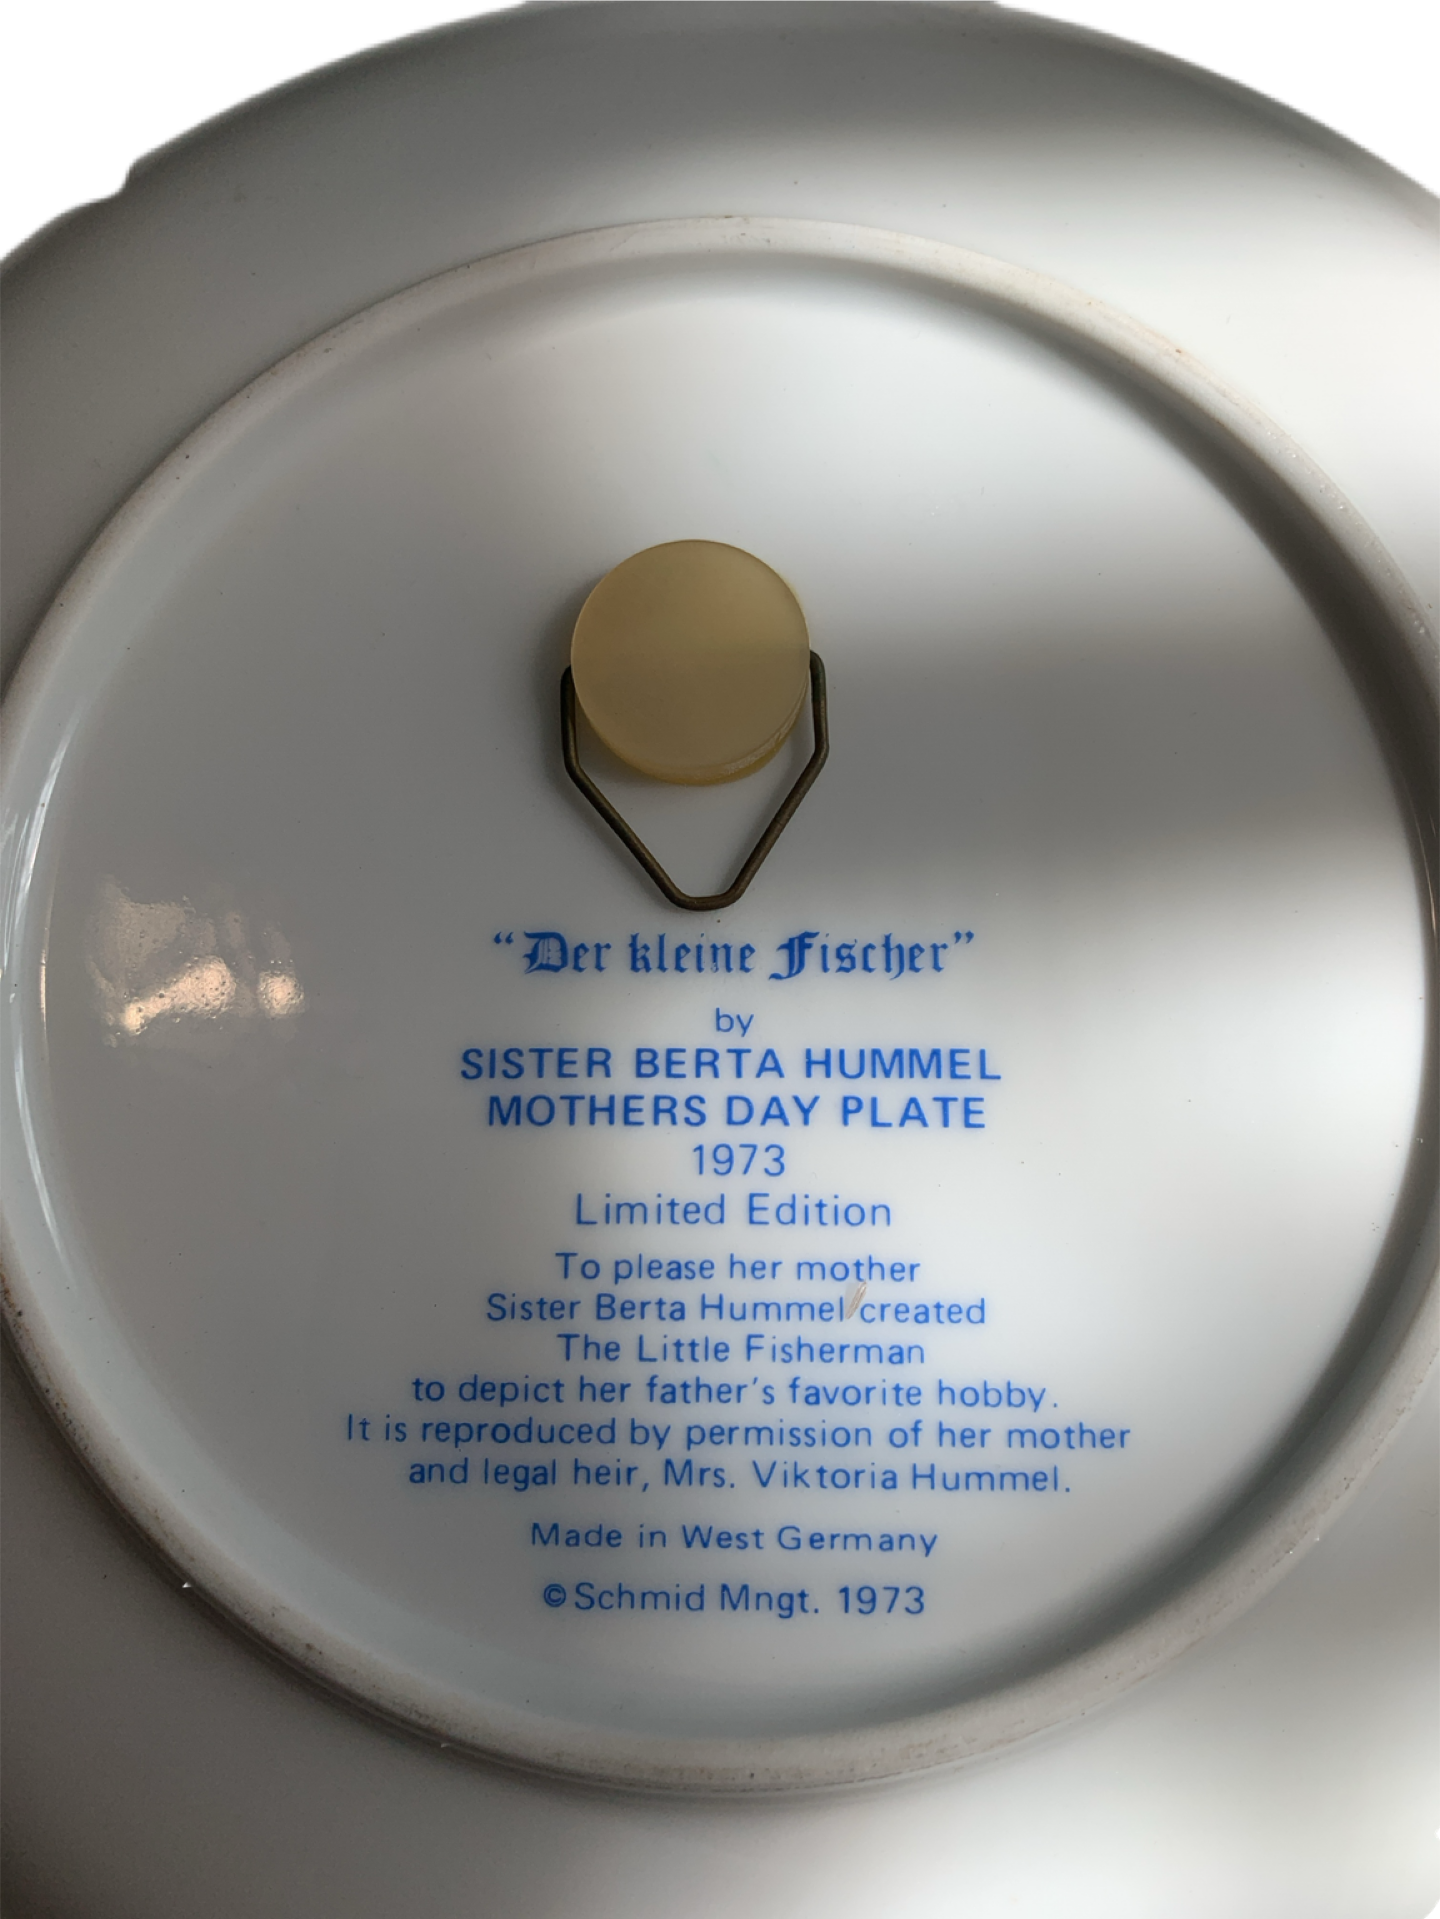 “Der kleine Fischer”
by
SISTER BERTA HUMMEL
MOTHERS DAY PLATE
1973
Limited Edition
To please her mother
Sister Berta Hummel created
The Little Fisherman
to depict her father's favorite hobby.
It is reproduced by permission of her mother
and legal heir, Mrs. Viktoria Hummel.
Made in West Germany
© Schmid Mngt. 1973